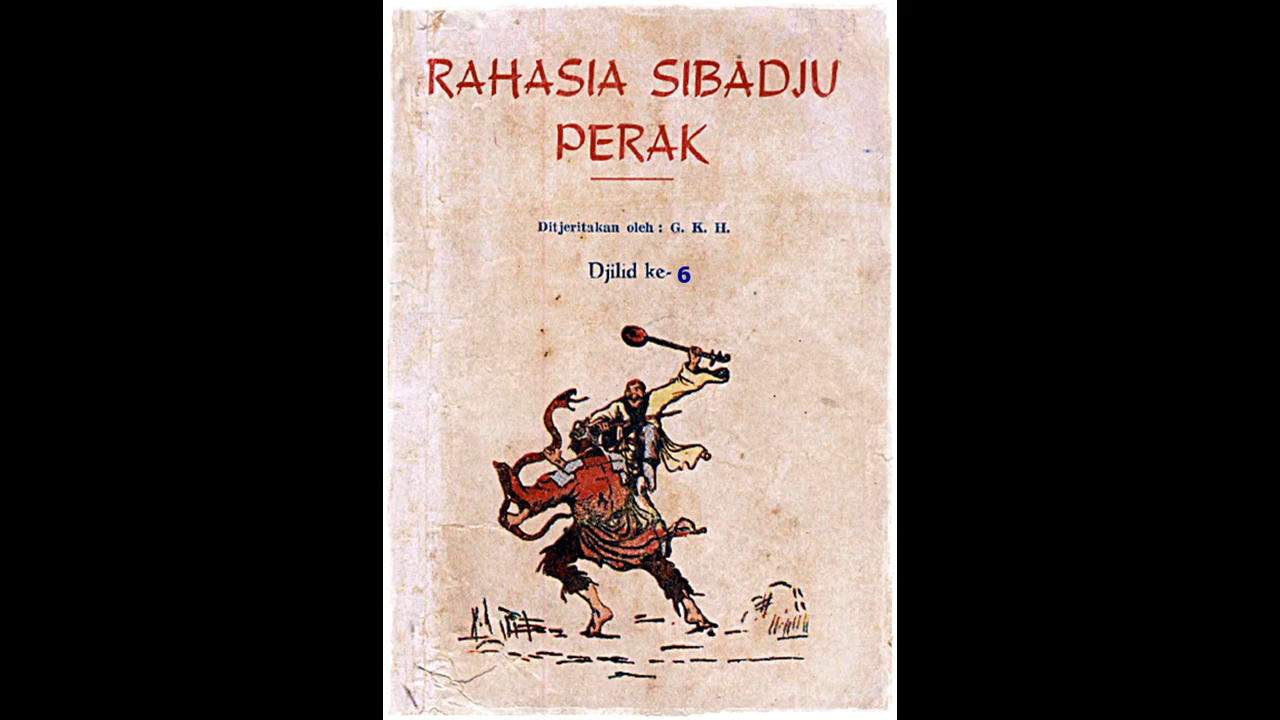 RAHASIA SIBADJU
PERAK
Ditjeritakan oleh : G. K. H.
Djilid ke- 6